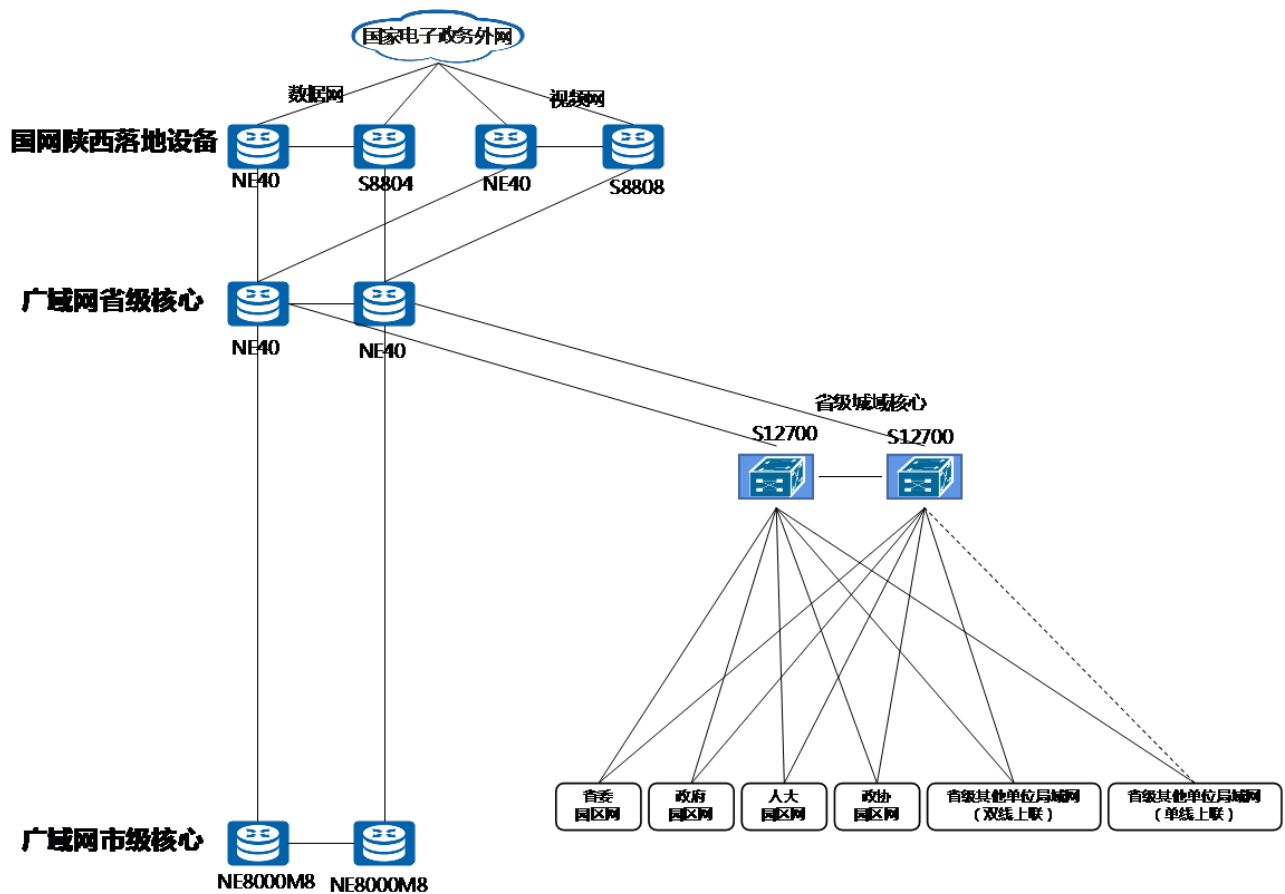 国家电子政务外网
数据网
视频网
国网陕西落地设备
NE40
S8804
NE40
S8808
广域网省级核心
NE40
NE40
省级城域核心
S12700
S12700
省委
园区网
政府
园区网
人大
园区网
政协
园区网
省级其他单位局域网
（双线上联）
省级其他单位局域网
（单线上联）
广域网市级核心
NE8000M8
NE8000M8